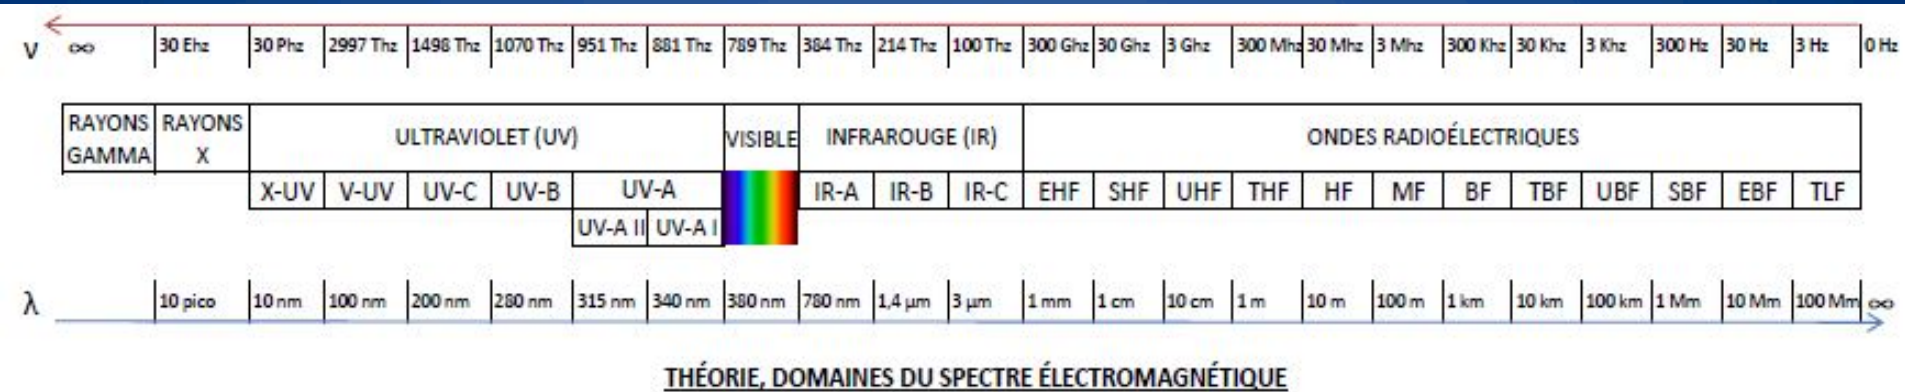 ν ∞ 30 Ehz 30 Phz 2997 Thz 1498 Thz 1070 Thz 951 Thz 881 Thz 789 Thz 384 Thz 214 Thz 100 Thz 300 Ghz 30 Ghz 3 Ghz 300 Mhz 30 Mhz 3 Mhz 300 Khz 30 Khz 3 Khz 300 Hz 30 Hz 3 Hz 0 Hz
RAYONS GAMMA RAYONS X ULTRAVIOLET (UV) VISIBLE INFRAROUGE (IR) ONDES RADIOÉLECTRIQUES
X-UV V-UV UV-C UV-B UV-A IR-A IR-B IR-C EHF SHF UHF THF HF MF BF TBF UBF SBF EBF TLF
UV-A II UV-A I
λ 10 pico 10 nm 100 nm 200 nm 280 nm 315 nm 340 nm 380 nm 780 nm 1,4 µm 3 µm 1 mm 1 cm 10 cm 1 m 10 m 100 m 1 km 10 km 100 km 1 Mm 10 Mm 100 Mm ∞
THÉORIE, DOMAINES DU SPECTRE ÉLECTROMAGNÉTIQUE